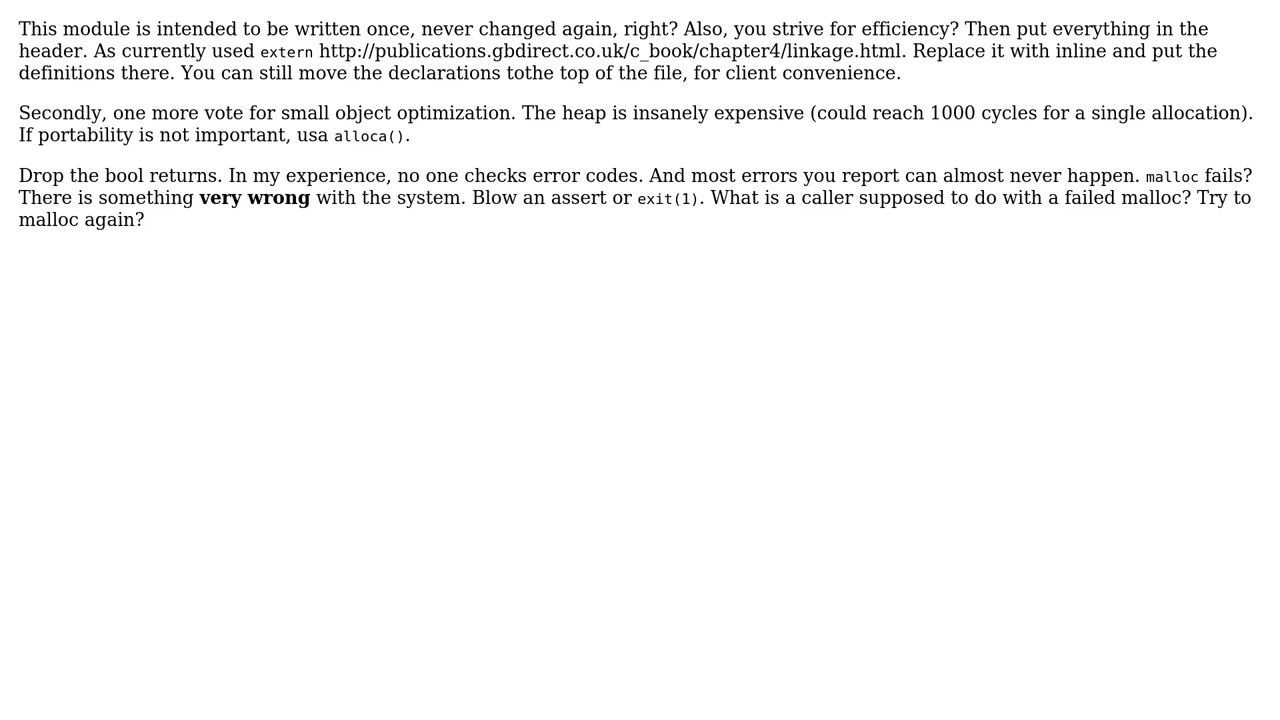 This module is intended to be written once, never changed again, right? Also, you strive for efficiency? Then put everything in the
header. As currently used extern http://publications.gbdirect.co.uk/c_book/chapter4/linkage.html. Replace it with inline and put the
definitions there. You can still move the declarations tothe top of the file, for client convenience.
Secondly, one more vote for small object optimization. The heap is insanely expensive (could reach 1000 cycles for a single allocation).
If portability is not important, usa alloca().
Drop the bool returns. In my experience, no one checks error codes. And most errors you report can almost never happen. malloc fails?
There is something very wrong with the system. Blow an assert or exit(1). What is a caller supposed to do with a failed malloc? Try to
malloc again?